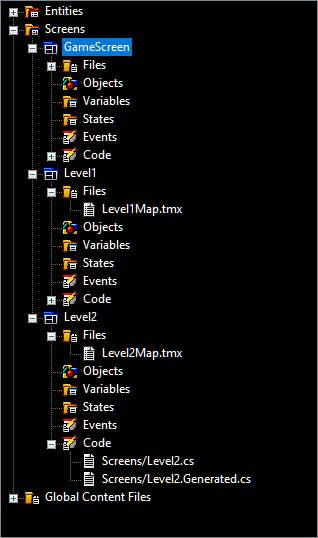 Entities
Screens
GameScreen
Files
Objects
Variables
States
Events
Code
Level1
Files
Level1Map.tmx
Objects
Variables
States
Events
Code
Level2
Files
Level2Map.tmx
Objects
Variables
States
Events
Code
Screens/Level2.cs
Screens/Level2.Generated.cs
Global Content Files